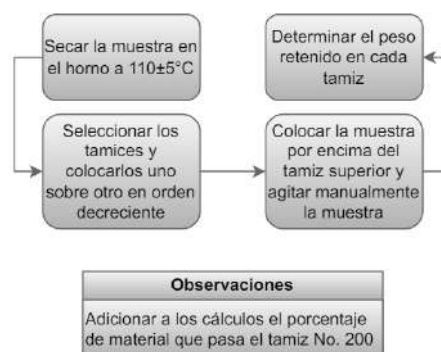 Secar la muestra en
el horno a 110±5°C
Seleccionar los
tamices y
colocarlos uno
sobre otro en orden
decreciente
Colocar la muestra
por encima del
tamiz superior y
agitar manualmente
la muestra
Determinar el peso
retenido en cada
tamiz
Observaciones
Adicionar a los cálculos el porcentaje
de material que pasa el tamiz No. 200